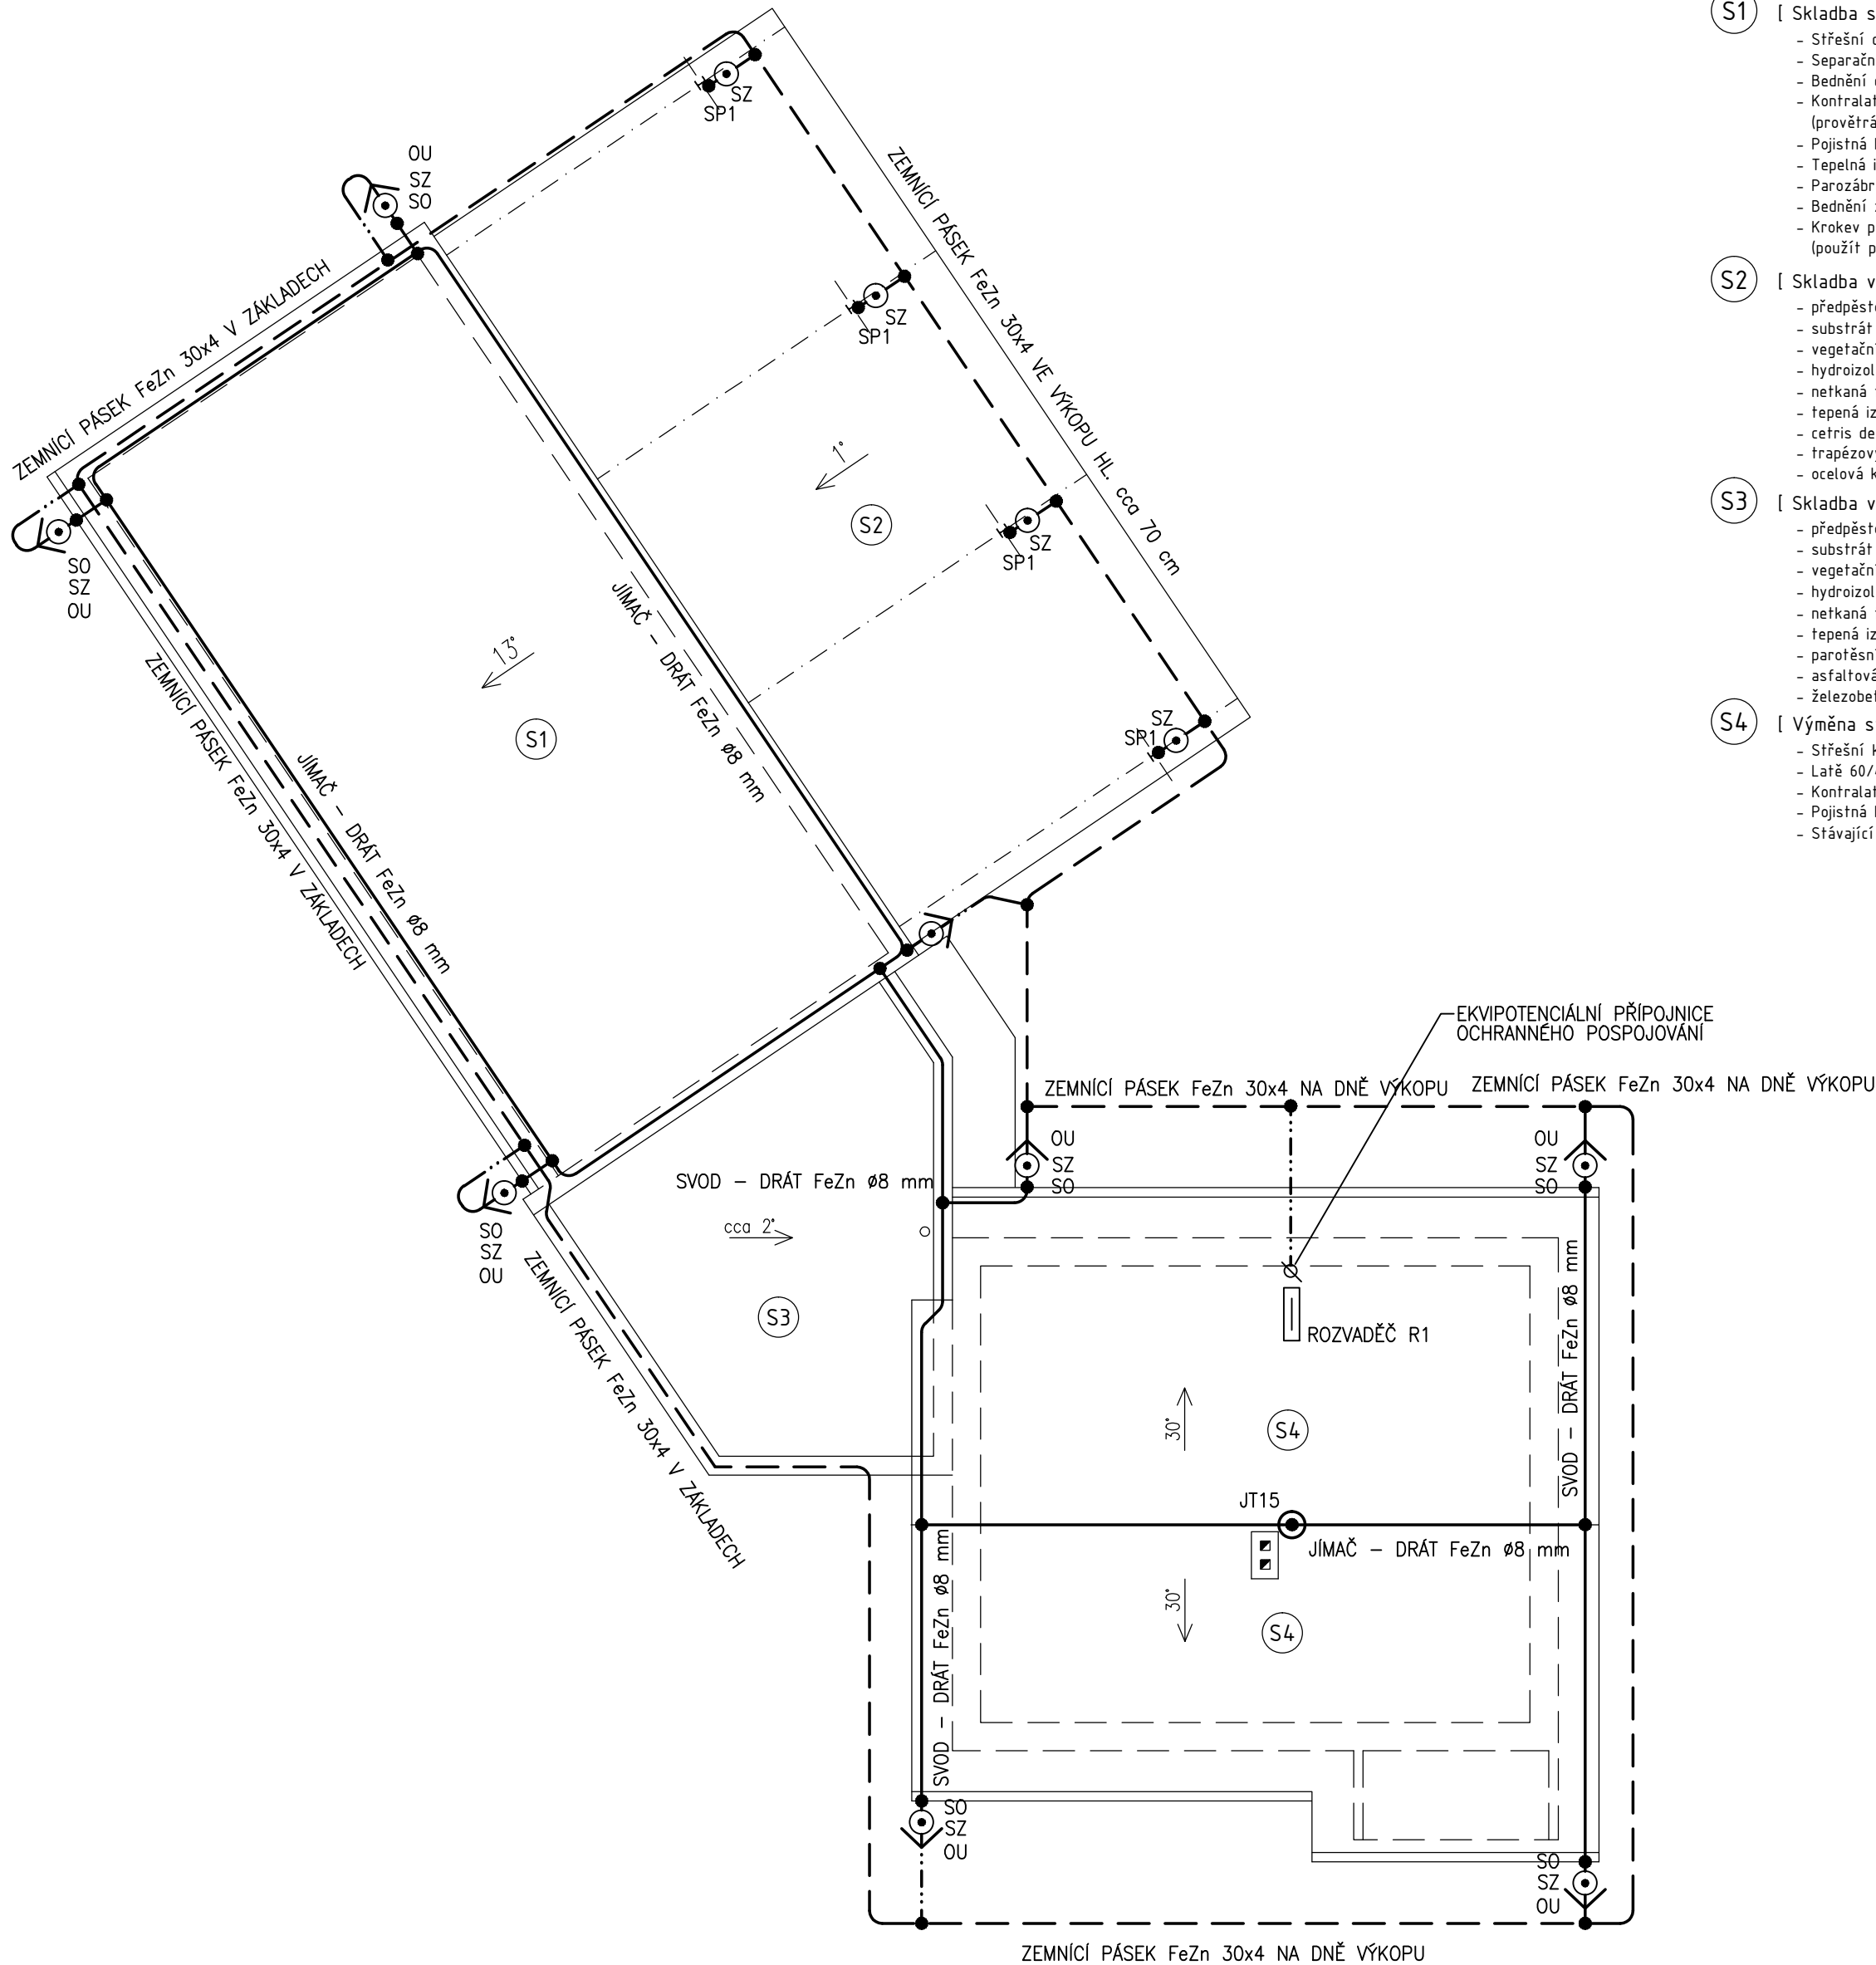 S1
[ Skladba s
- Střešní
- Separačn
- Bednění
- Kontralat
(provětrá
- Pojistná
- Tepelná i
- Parozábr
- Bednění
- Krokev p
(použít p
S2
[ Skladba v
- předpěst
- substrát
- vegetačn
- hydroizol
- netkaná
- tepená iz
- cetris de
- trapézov
- ocelová k
S3
[ Skladba v
- předpěst
- substrát
- vegetačn
- hydroizol
- netkaná
- tepená iz
- parotěsn
- asfaltov
- železobe
S4
[ Výměna s
- Střešní k
- Latě 60/
- Kontralat
- Pojistná
- Stávající
SZ
SP1
OU
SZ
SO
ZEMNÍCÍ PÁSEK FeZn 30x4 VE VÝKOPU HL. cca 70 cm
ZEMNÍCÍ PÁSEK FeZn 30x4 V ZÁKLADECH
SZ
SP1
1°
S2
SZ
SP1
SO
SZ
OU
JÍMAČ - DRÁT FeZn ø8 mm
13°
S1
SZ
SP1
ZEMNÍCÍ PÁSEK FeZn 30x4 V ZÁKLADECH
JÍMAČ - DRÁT FeZn ø8 mm
EKVIPOTENCIÁLNÍ PŘÍPOJNICE
OCHRANNÉHO POSPOJOVÁNÍ
ZEMNÍCÍ PÁSEK FeZn 30x4 NA DNĚ VÝKOPU
ZEMNÍCÍ PÁSEK FeZn 30x4 NA DNĚ VÝKOPU
OU
SZ
SO
OU
SZ
SO
SVOD - DRÁT FeZn ø8 mm
cca 2°
SO
SZ
OU
ZEMNÍCÍ PÁSEK FeZn 30x4 V ZÁKLADECH
S3
ROZVADĚČ R1
SVOD - DRÁT FeZn ø8 mm
30°
S4
JT15
JÍMAČ - DRÁT FeZn ø8 mm
30°
S4
SVOD - DRÁT FeZn ø8 mm
SO
SZ
OU
SO
SZ
OU
ZEMNÍCÍ PÁSEK FeZn 30x4 NA DNĚ VÝKOPU